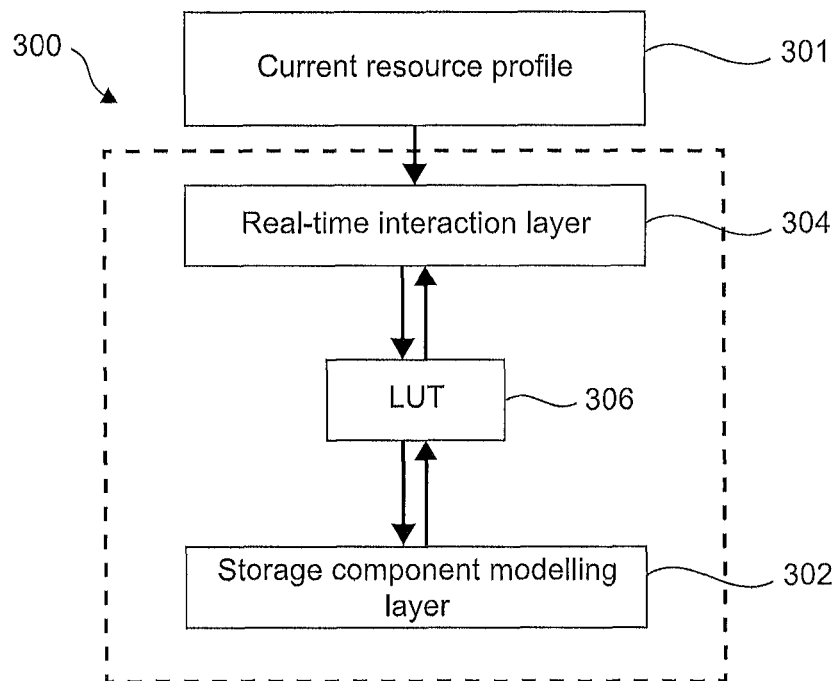 300
Current resource profile
301
Real-time interaction layer
304
LUT
306
Storage component modelling
layer
302